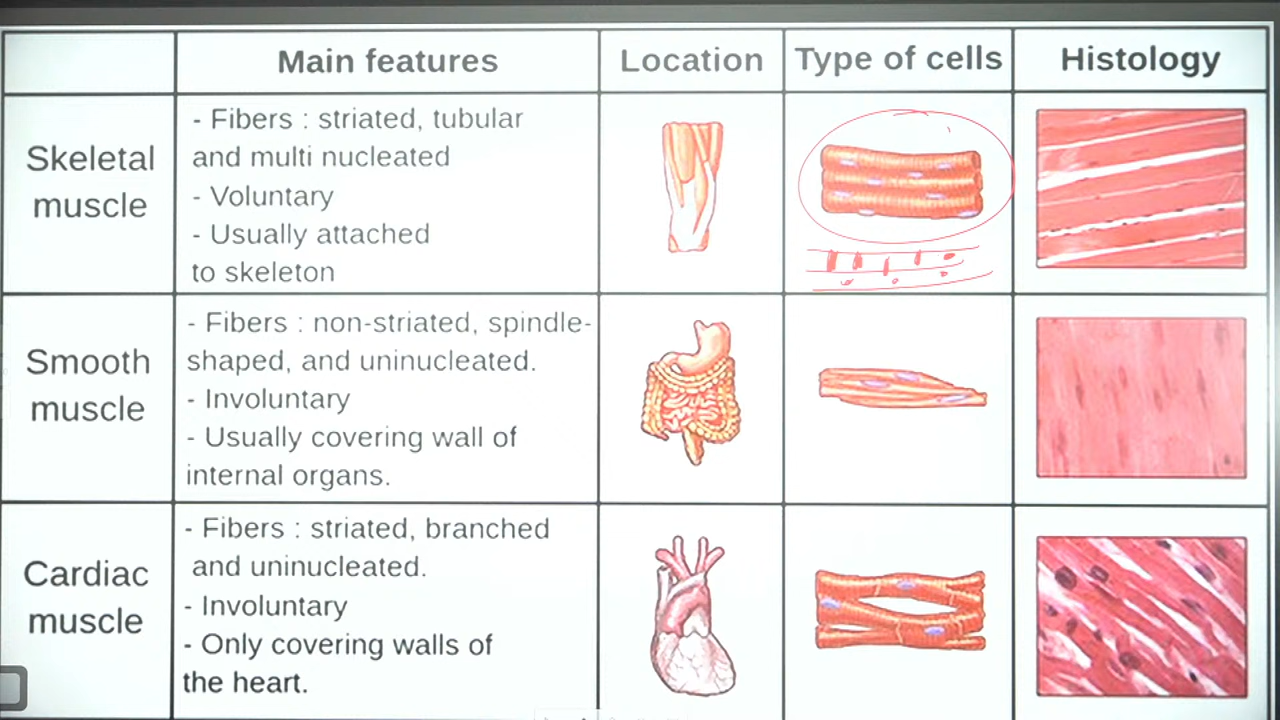 Main features
Location
Type of cells
Histology
Skeletal
muscle
- Fibers : striated, tubular
and multi nucleated
- Voluntary
- Usually attached
to skeleton
Smooth
muscle
- Fibers : non-striated, spindle-
shaped, and uninucleated.
- Involuntary
- Usually covering wall of
internal organs.
Cardiac
muscle
- Fibers : striated, branched
and uninucleated.
- Involuntary
- Only covering walls of
the heart.